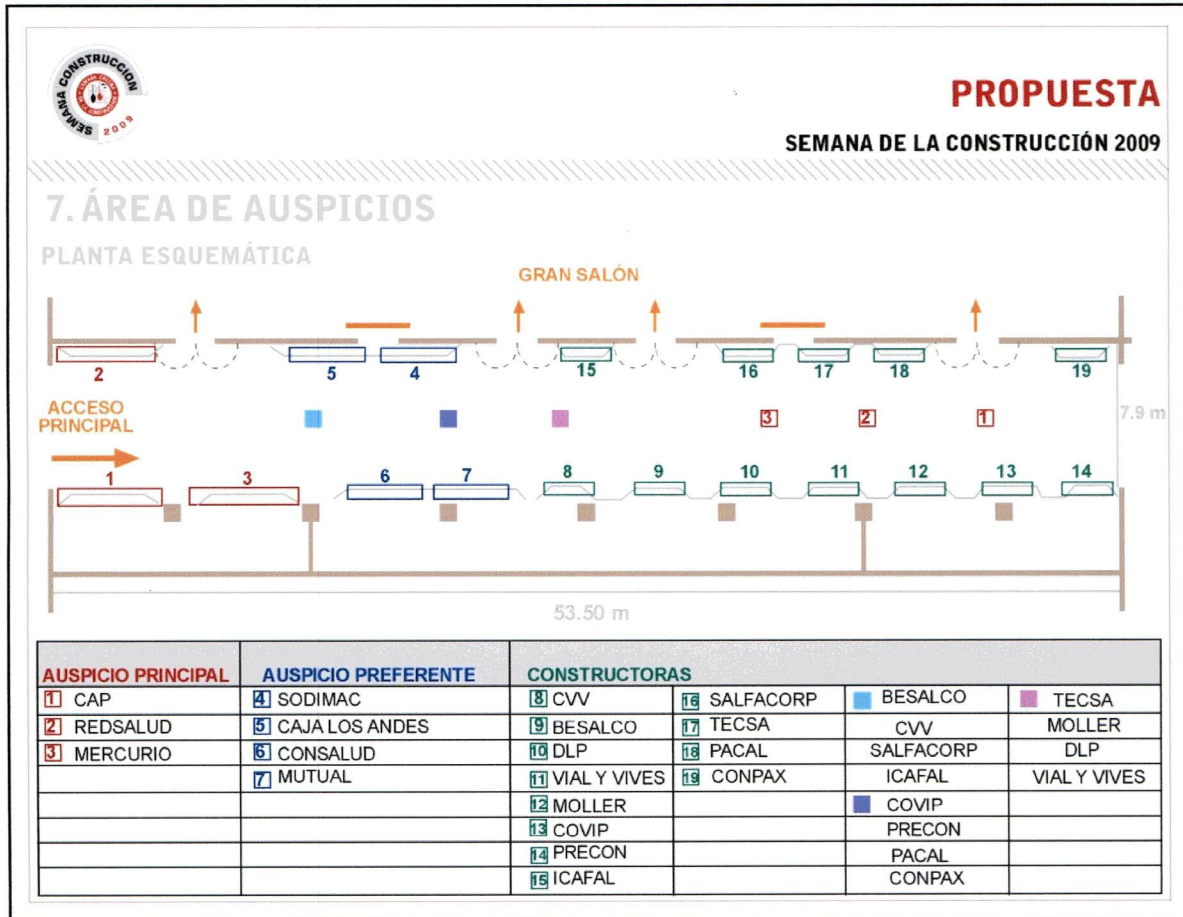 SEMANA CONSTRUCCION 2009
PROPUESTA
SEMANA DE LA CONSTRUCCIÓN 2009
7. ÁREA DE AUSPICIOS
PLANTA ESQUEMÁTICA
GRAN SALÓN
2 5 4 15 16 17 18 19
ACCESO
PRINCIPAL
3 2 1
7.9 m
1 3 6 7 8 9 10 11 12 13 14
53.50 m
AUSPICIO PRINCIPAL AUSPICIO PREFERENTE CONSTRUCTORAS
1 CAP 4 SODIMAC 8 CVV 16 SALFACORP BESALCO TECSA
2 REDSALUD 5 CAJA LOS ANDES 9 BESALCO 17 TECSA CVV MOLLER
3 MERCURIO 6 CONSALUD 10 DLP 18 PACAL SALFACORP DLP
7 MUTUAL 11 VIAL Y VIVES 19 CONPAX ICAFAL VIAL Y VIVES
12 MOLLER COVIP
13 COVIP PRECON
14 PRECON PACAL
15 ICAFAL CONPAX